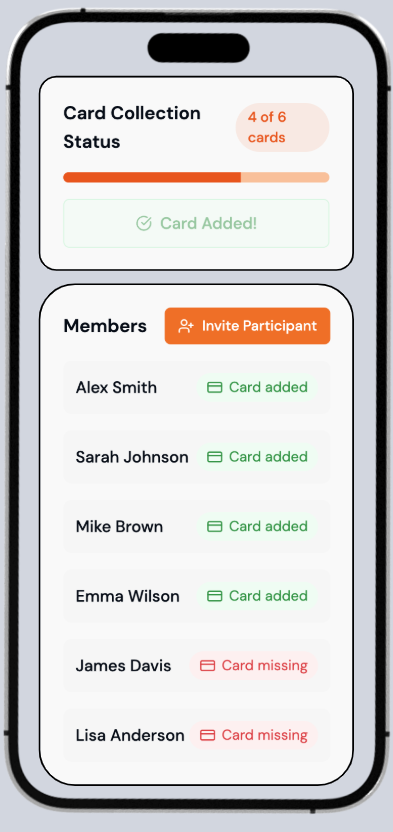 Card Collection
Status
4 of 6
cards
Card Added!
Members
Invite Participant
Alex Smith
Card added
Sarah Johnson
Card added
Mike Brown
Card added
Emma Wilson
Card added
James Davis
Card missing
Lisa Anderson
Card missing